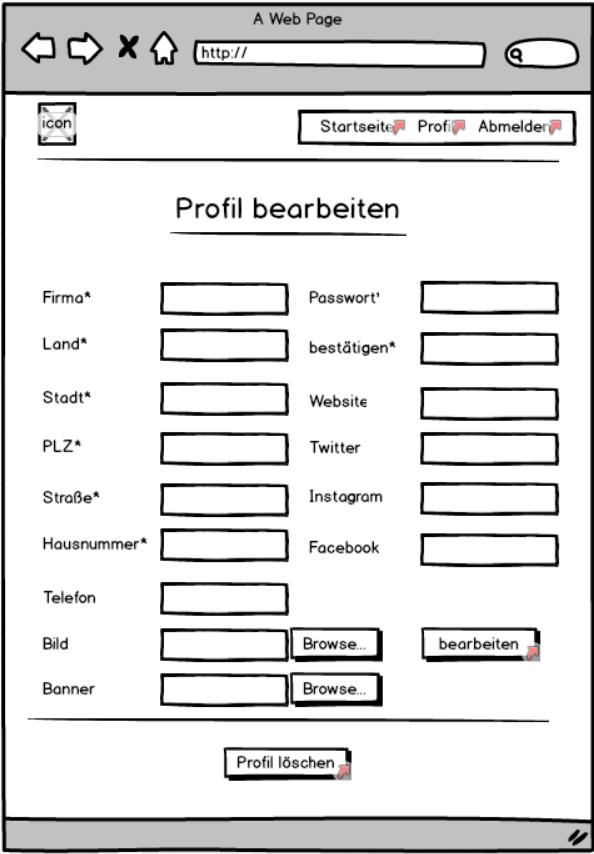 A Web Page
http://
icon
Startseite Profil Abmelden
Profil bearbeiten
Firma*
Land*
Stadt*
PLZ*
Straße*
Hausnummer*
Telefon
Bild Browse...
Banner Browse...
Passwort*
bestätigen*
Website
Twitter
Instagram
Facebook
bearbeiten
Profil löschen